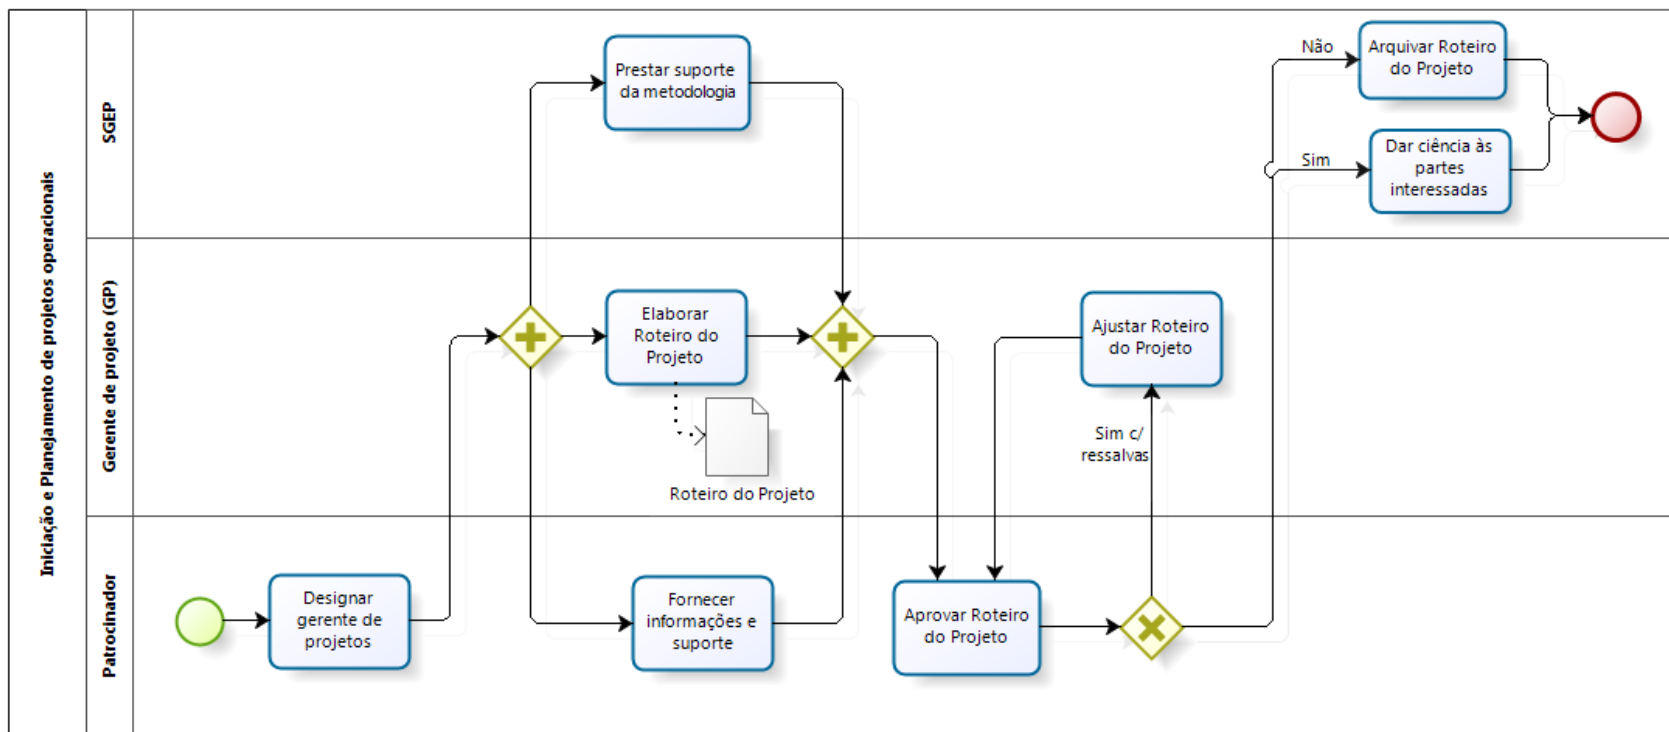 Iniciação e Planejamento de projetos operacionais
SGEP
Prestar suporte
da metodologia
Não
Arquivar Roteiro
do Projeto
Sim
Dar ciência às
partes
interessadas
Gerente de projeto (GP)
Elaborar
Roteiro do
Projeto
Roteiro do Projeto
Ajustar Roteiro
do Projeto
Sim c/
ressalvas
Patrocinador
Designar
gerente de
projetos
Fornecer
informações e
suporte
Aprovar Roteiro
do Projeto